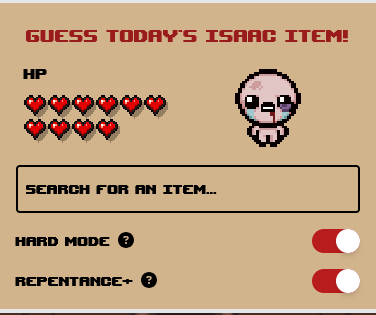 GUESS TODAY'S ISAAC ITEM!
HP
SEARCH FOR AN ITEM...
HARD MODE ?
REPENTANCE+ ?